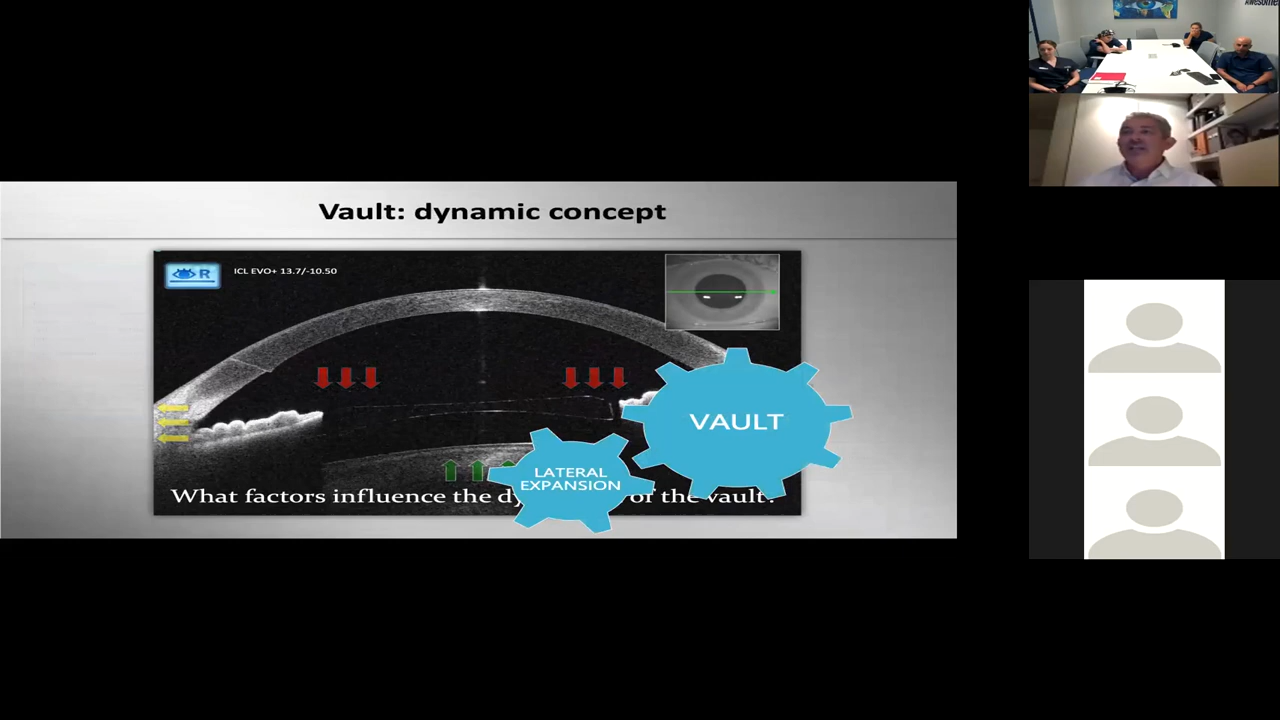 Awesome
Vault: dynamic concept
R
ICL EVO+ 13.7/-10.50
VAULT
LATERAL
EXPANSION
What factors influence the of the vault?